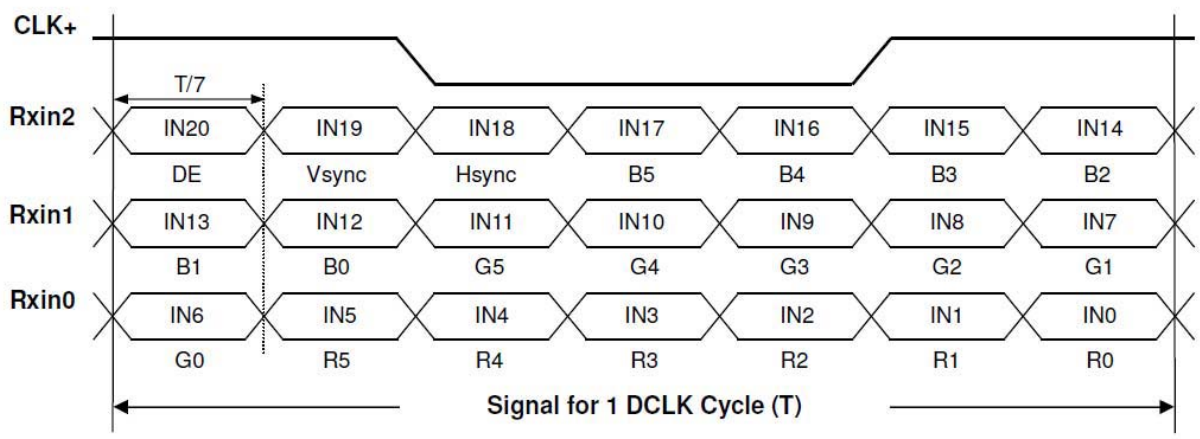 CLK+
T/7
Rxin2 IN20 IN19 IN18 IN17 IN16 IN15 IN14
DE Vsync Hsync B5 B4 B3 B2
Rxin1 IN13 IN12 IN11 IN10 IN9 IN8 IN7
B1 B0 G5 G4 G3 G2 G1
Rxin0 IN6 IN5 IN4 IN3 IN2 IN1 IN0
G0 R5 R4 R3 R2 R1 R0
Signal for 1 DCLK Cycle (T)